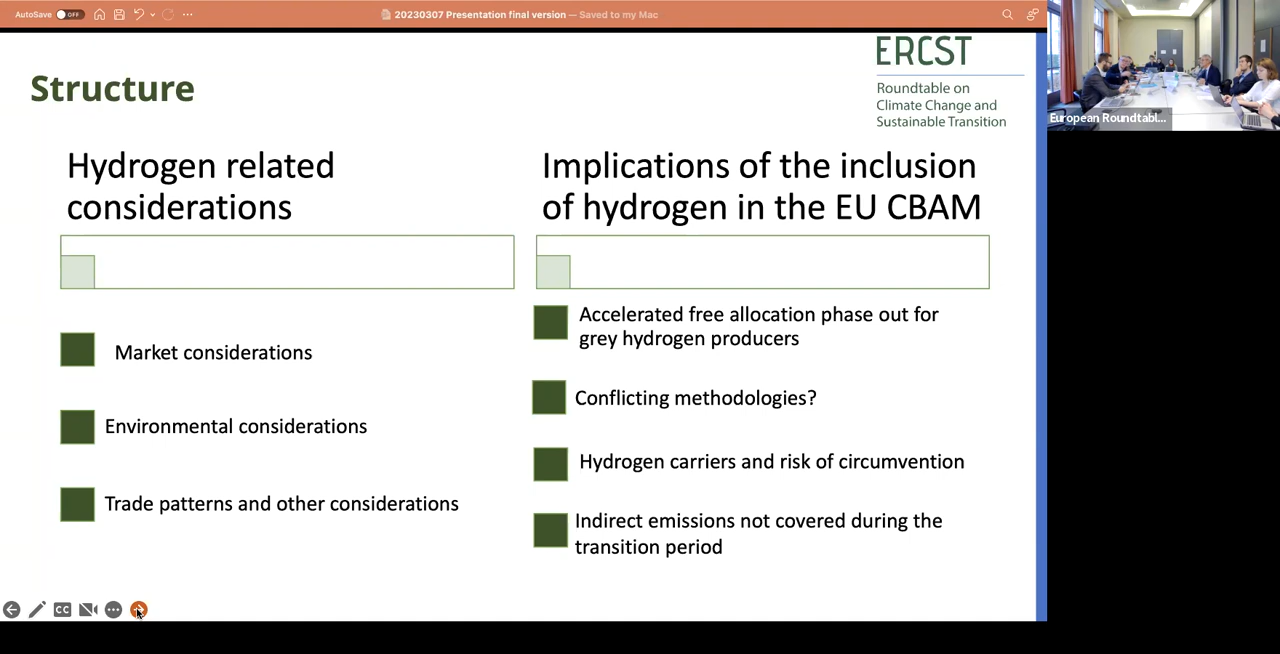 AutoSave OFF
20230307 Presentation final version — Saved to my Mac
ERCST
Roundtable on
Climate Change and
Sustainable Transition
Structure
Hydrogen related
considerations
Market considerations
Environmental considerations
Trade patterns and other considerations
Implications of the inclusion
of hydrogen in the EU CBAM
Accelerated free allocation phase out for
grey hydrogen producers
Conflicting methodologies?
Hydrogen carriers and risk of circumvention
Indirect emissions not covered during the
transition period
CC
European Roundtabl...